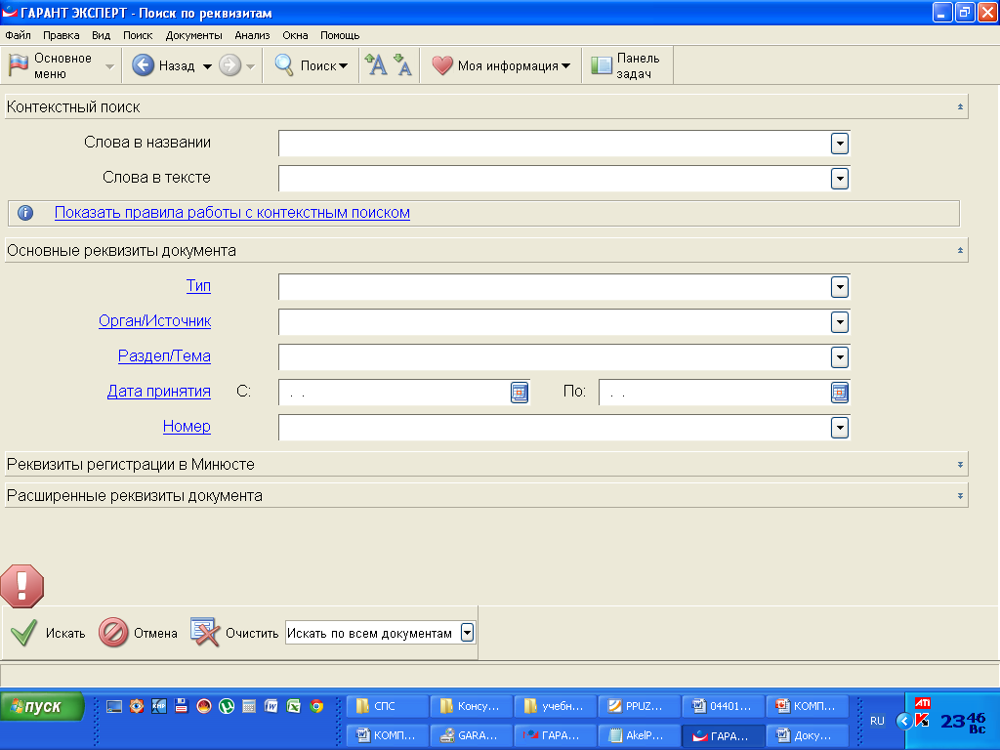 ГАРАНТ ЭКСПЕРТ - Поиск по реквизитам
Файл Правка Вид Поиск Документы Анализ Окна Помощь
Основное меню Назад Поиск Моя информация Панель задач
Контекстный поиск
Слова в названии
Слова в тексте
Показать правила работы с контекстным поиском
Основные реквизиты документа
Тип
Орган/Источник
Раздел/Тема
Дата принятия С: . . По: . .
Номер
Реквизиты регистрации в Минюсте
Расширенные реквизиты документа
Искать Отмена Очистить Искать по всем документам
пуск СПС Консу... учебн... PPUZ... 04401... КОМП... RU ATI 23 46 Вс
КОМП... GARA... ГАРА... AkelP... ГАРА... Доку...